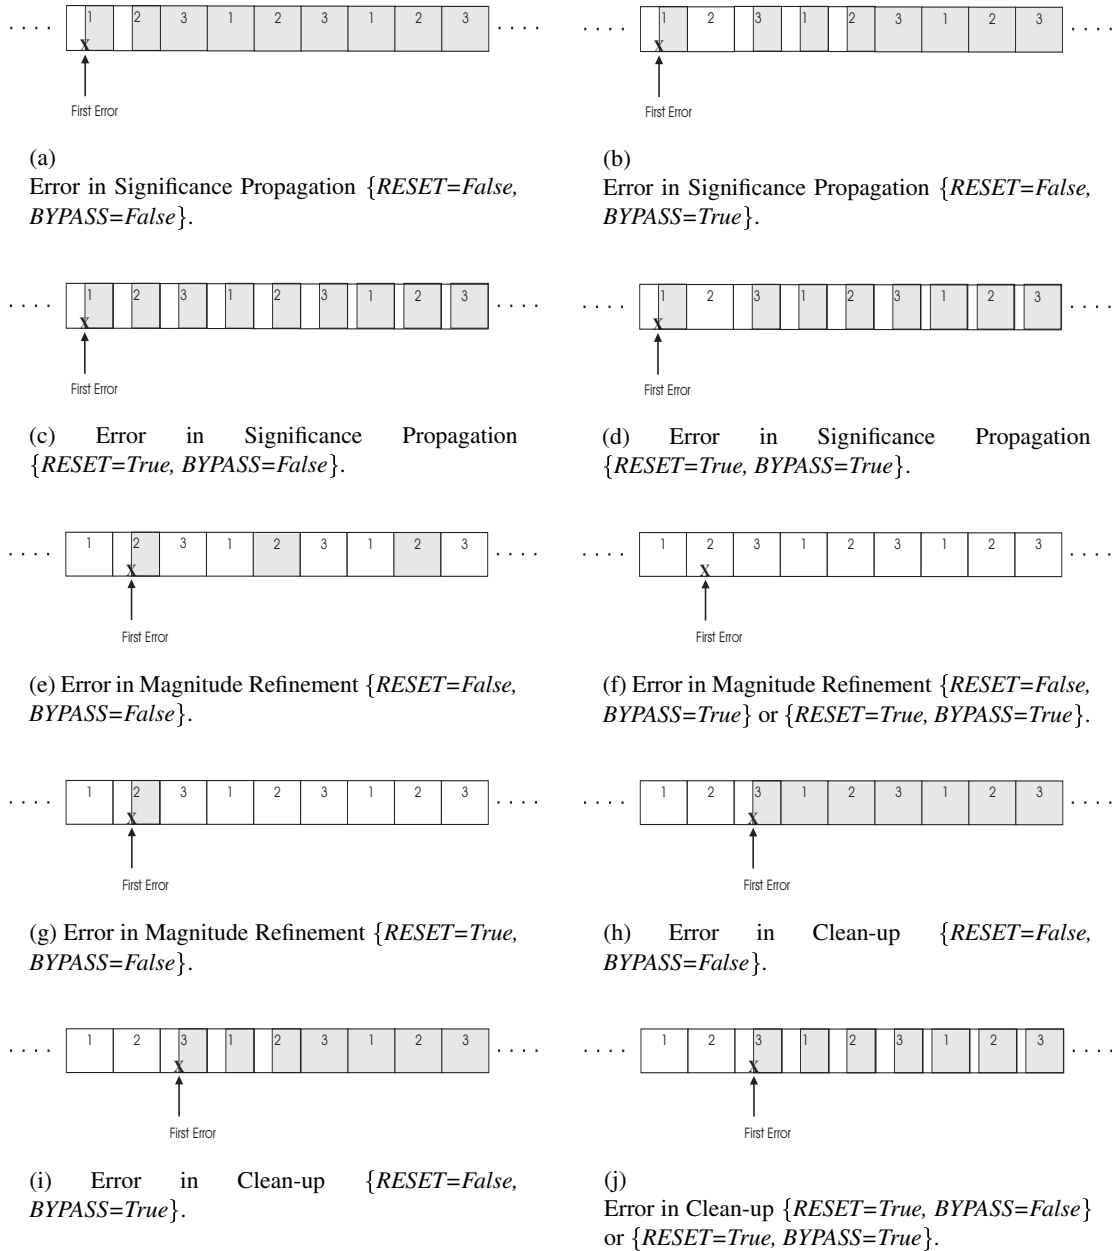 . . . . 1 2 3 1 2 3 1 2 3 . . . .
X
First Error
(a)
Error in Significance Propagation {RESET=False,
BYPASS=False}.
. . . . 1 2 3 1 2 3 1 2 3 . . . .
X
First Error
(b)
Error in Significance Propagation {RESET=False,
BYPASS=True}.
. . . . 1 2 3 1 2 3 1 2 3 . . . .
X
First Error
(c) Error in Significance Propagation
{RESET=True, BYPASS=False}.
. . . . 1 2 3 1 2 3 1 2 3 . . . .
X
First Error
(d) Error in Significance Propagation
{RESET=True, BYPASS=True}.
. . . . 1 2 3 1 2 3 1 2 3 . . . .
X
First Error
(e) Error in Magnitude Refinement {RESET=False,
BYPASS=False}.
. . . . 1 2 3 1 2 3 1 2 3 . . . .
X
First Error
(f) Error in Magnitude Refinement {RESET=False,
BYPASS=True} or {RESET=True, BYPASS=True}.
. . . . 1 2 3 1 2 3 1 2 3 . . . .
X
First Error
(g) Error in Magnitude Refinement {RESET=True,
BYPASS=False}.
. . . . 1 2 3 1 2 3 1 2 3 . . . .
X
First Error
(h) Error in Clean-up {RESET=False,
BYPASS=False}.
. . . . 1 2 3 1 2 3 1 2 3 . . . .
X
First Error
(i) Error in Clean-up {RESET=False,
BYPASS=True}.
. . . . 1 2 3 1 2 3 1 2 3 . . . .
X
First Error
(j)
Error in Clean-up {RESET=True, BYPASS=False}
or {RESET=True, BYPASS=True}.